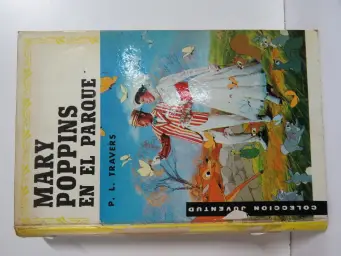 MARY
POPPINS
EN EL PARQUE
P. L. TRAVERS
COLECCION JUVENTUD